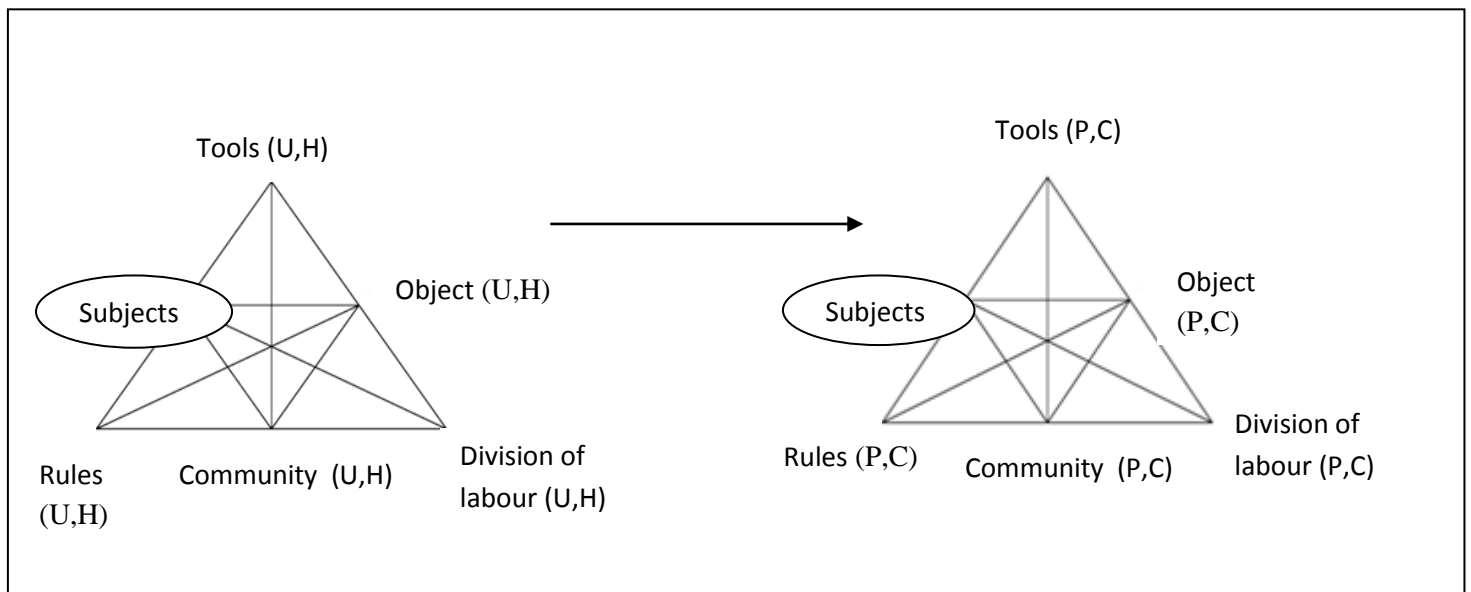 Tools (U,H)
Object (U,H)
Subjects
Rules
(U,H)
Community (U,H)
Division of
labour (U,H)
Tools (P,C)
Object
(P,C)
Subjects
Rules (P,C)
Community (P,C)
Division of
labour (P,C)